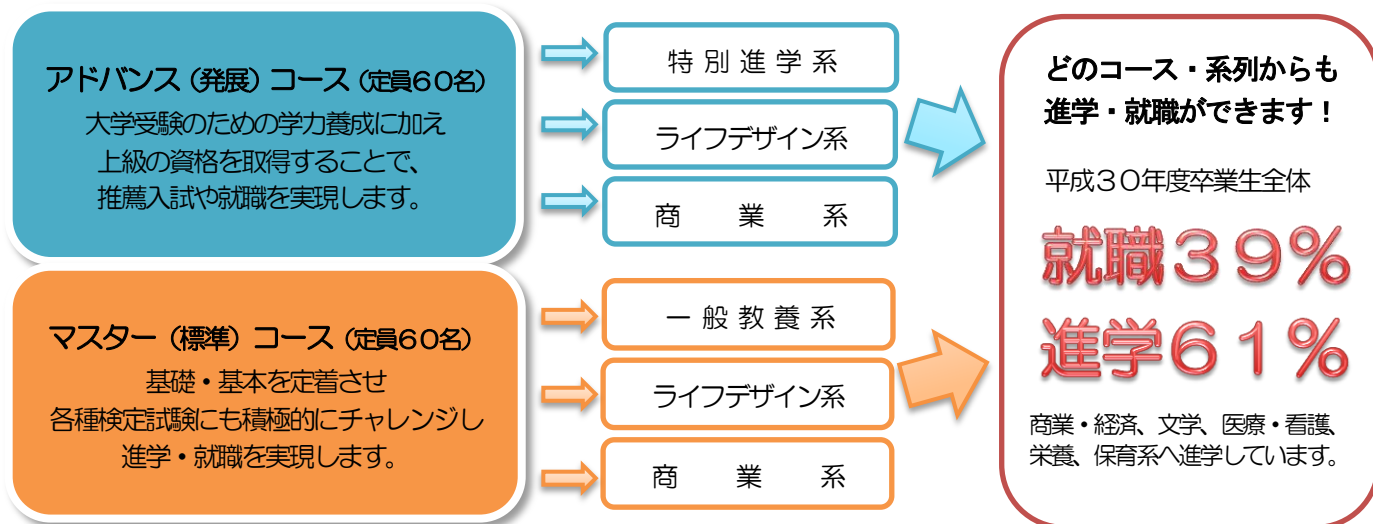 アドバンス（発展）コース（定員６０名）
大学受験のための学力養成に加え
上級の資格を取得することで、
推薦入試や就職を実現します。
特別進学系
ライフデザイン系
商業系
マスター（標準）コース（定員６０名）
基礎・基本を定着させ
各種検定試験にも積極的にチャレンジし
進学・就職を実現します。
一般教養系
ライフデザイン系
商業系
どのコース・系列からも
進学・就職ができます！
平成３０年度卒業生全体
就職３９％
進学６１％
商業・経済、文学、医療・看護、
栄養、保育系へ進学しています。